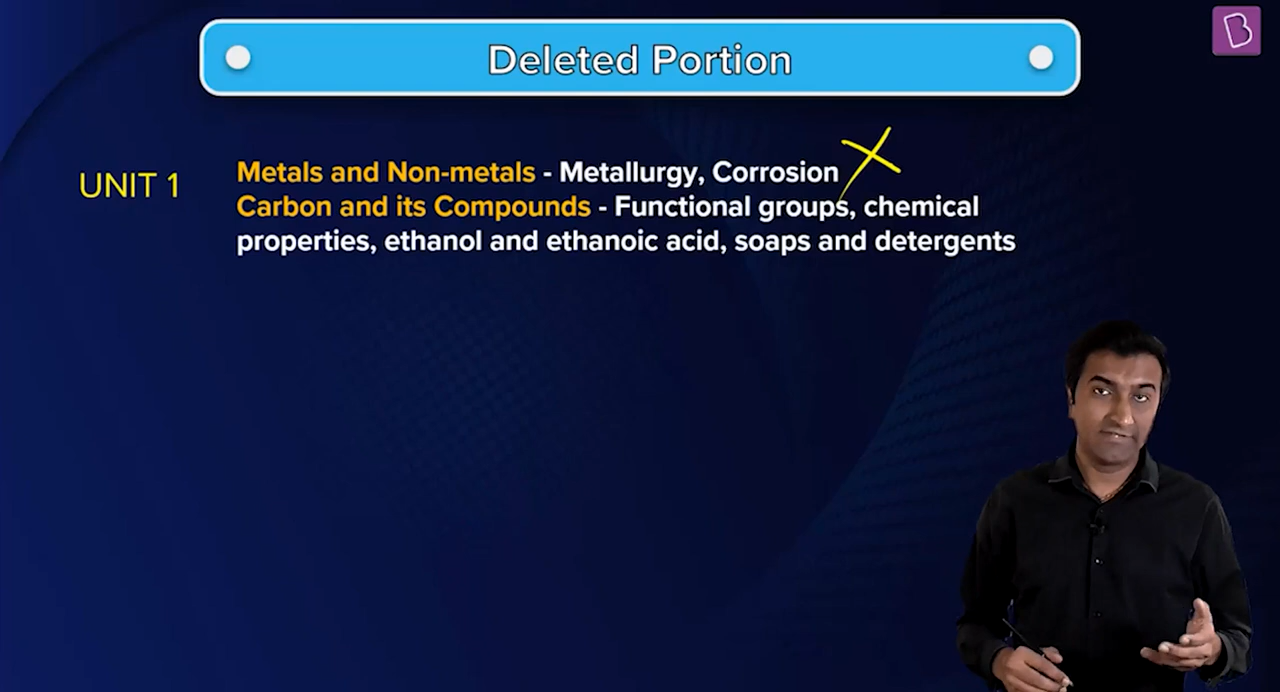 Deleted Portion
UNIT 1
Metals and Non-metals - Metallurgy, Corrosion
Carbon and its Compounds - Functional groups, chemical
properties, ethanol and ethanoic acid, soaps and detergents